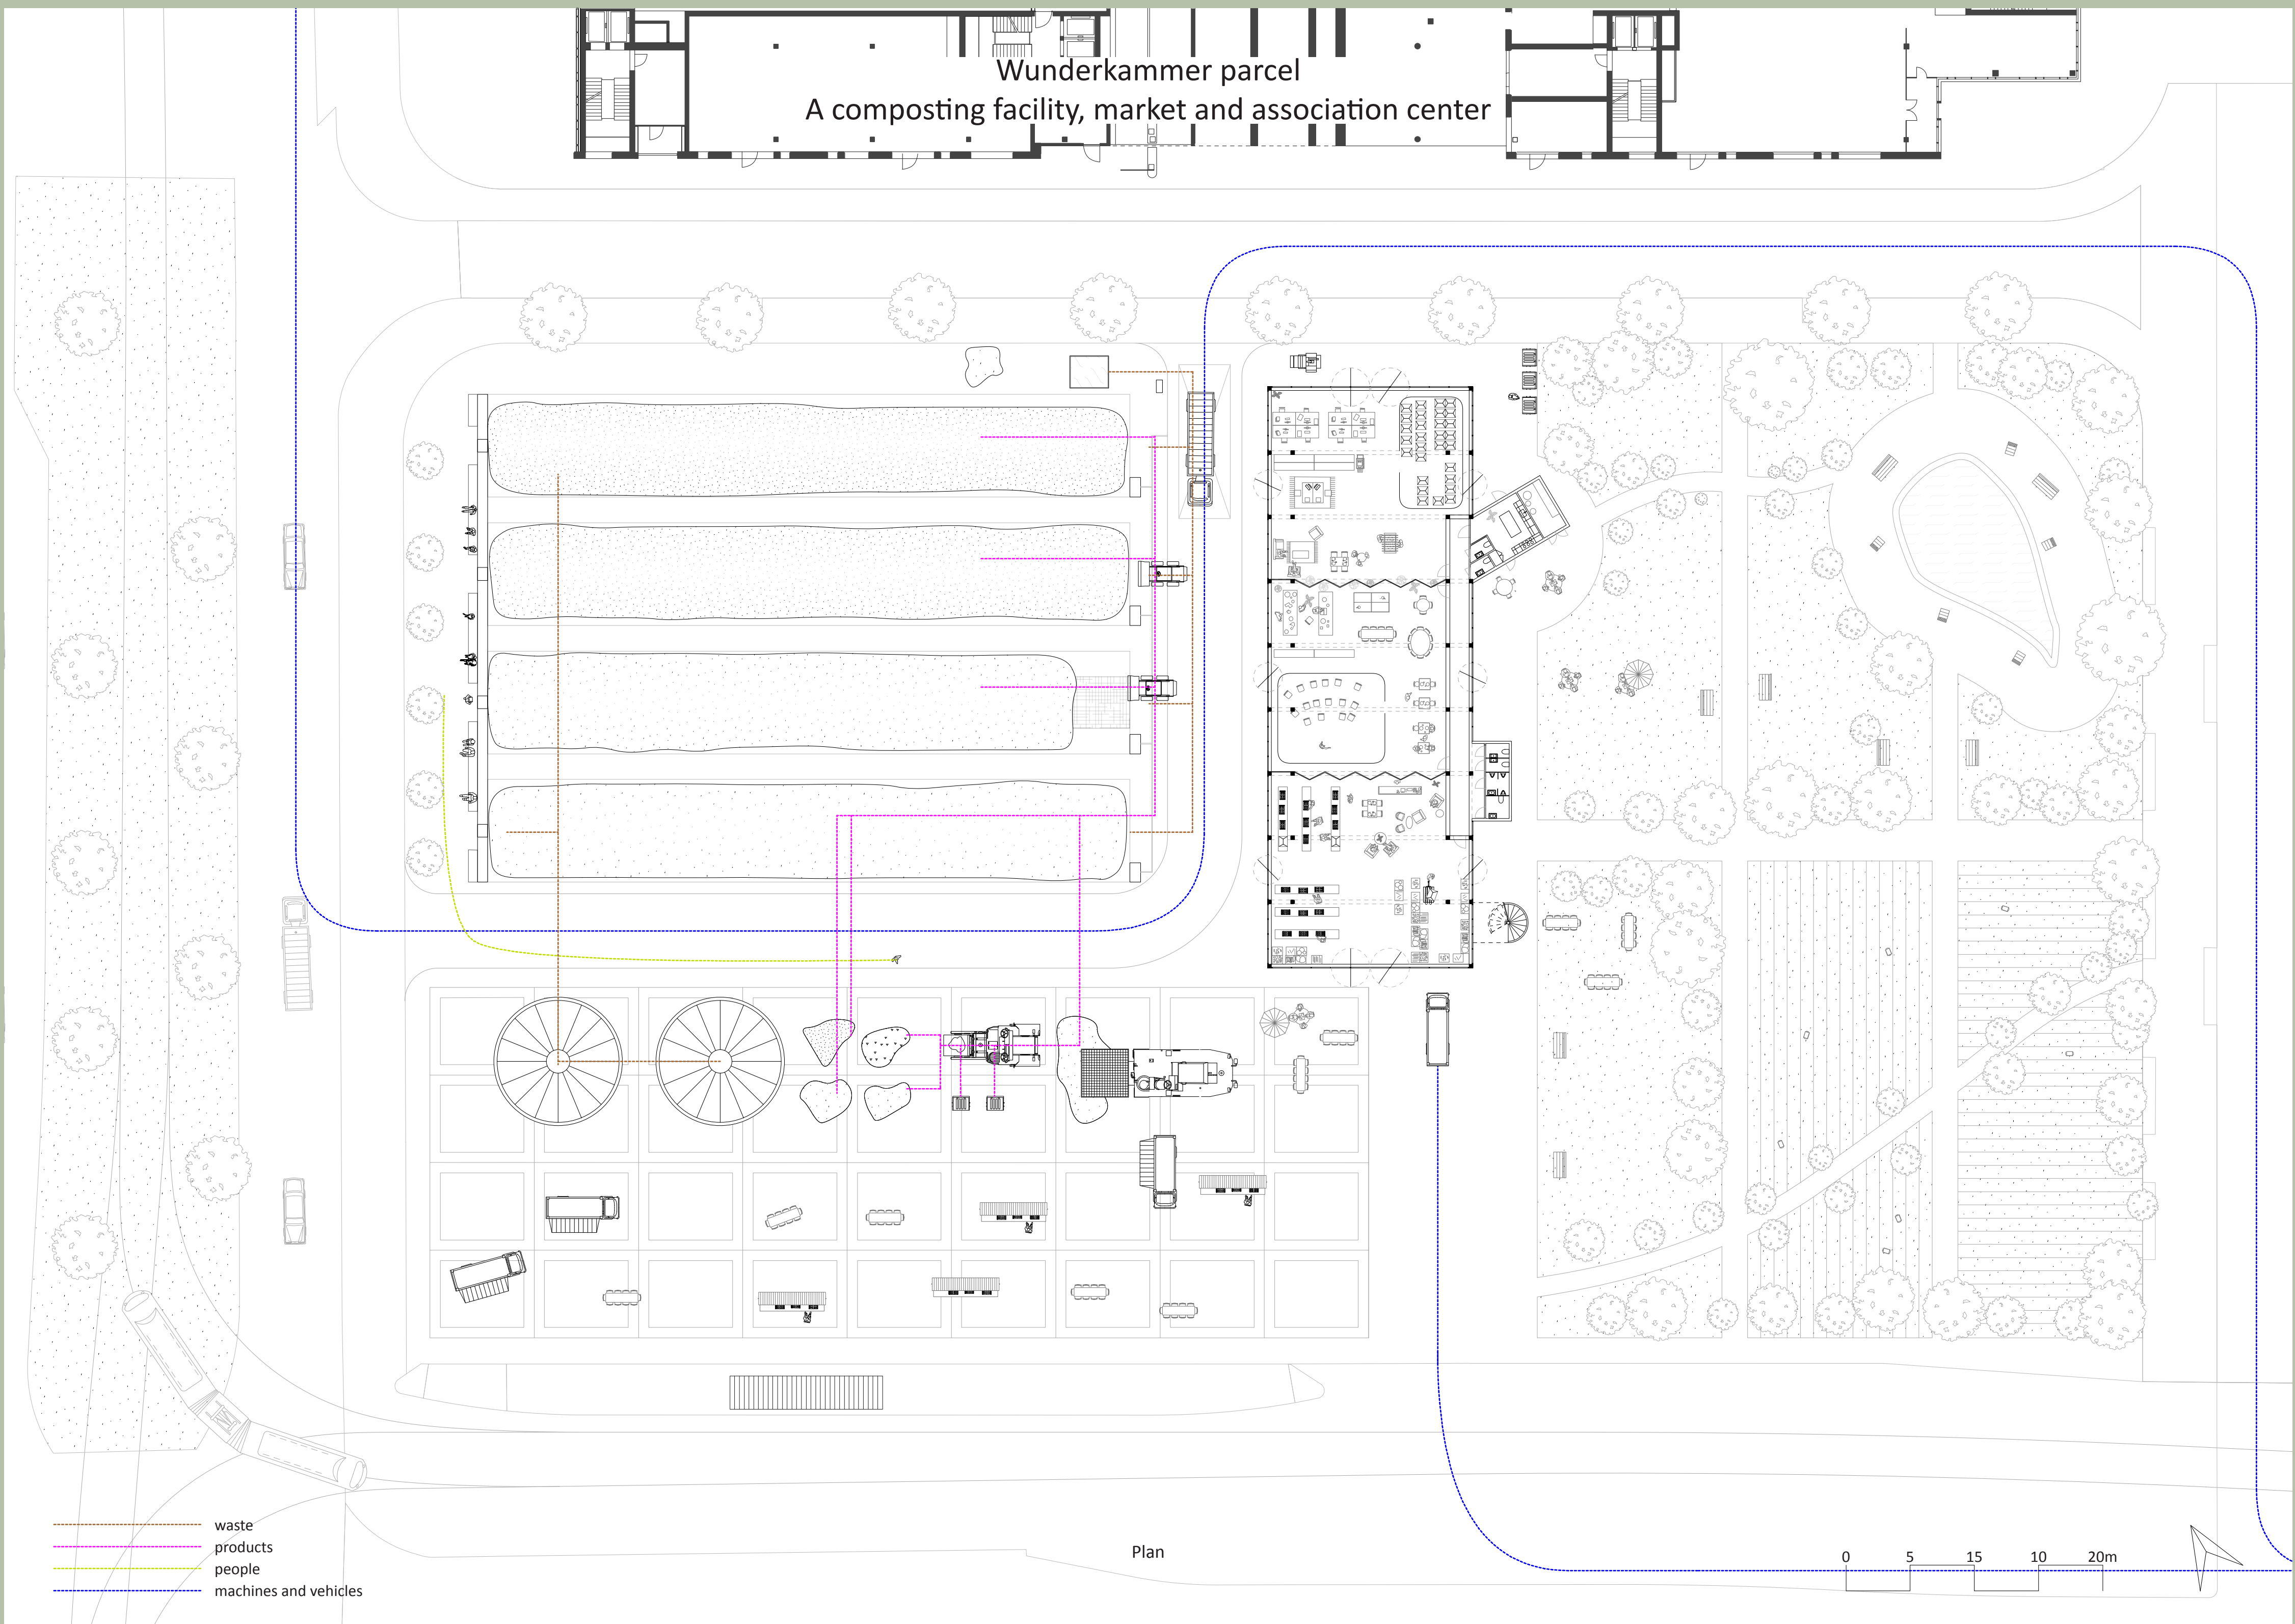 Wunderkammer parcel
A composting facility, market and association center
waste
products
people
machines and vehicles
Plan
0 5 15 10 20m